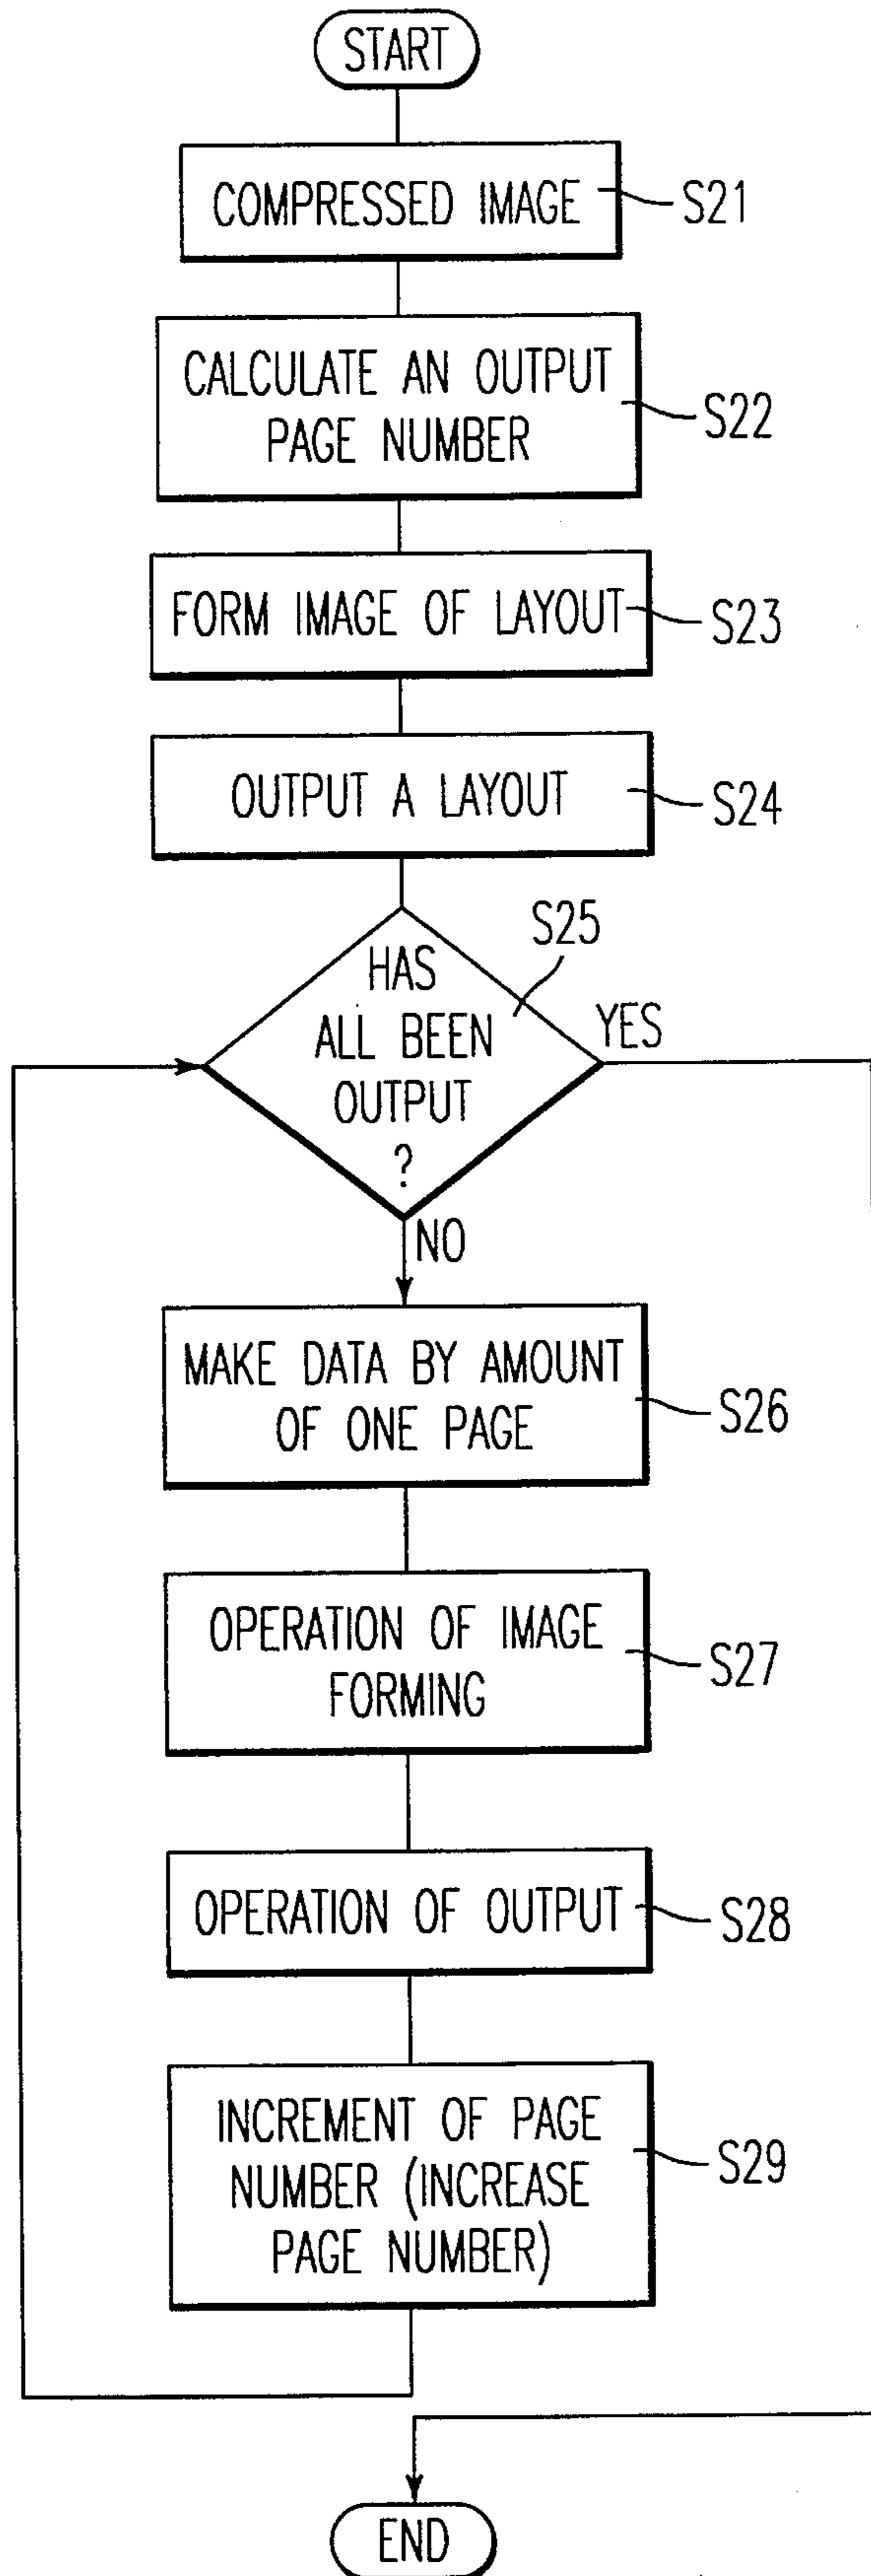 START
COMPRESSED IMAGE
S21
CALCULATE AN OUTPUT
PAGE NUMBER
S22
FORM IMAGE OF LAYOUT
S23
OUTPUT A LAYOUT
S24
S25
HAS
ALL BEEN
OUTPUT
?
YES
NO
MAKE DATA BY AMOUNT
OF ONE PAGE
S26
OPERATION OF IMAGE
FORMING
S27
OPERATION OF OUTPUT
S28
INCREMENT OF PAGE
NUMBER (INCREASE
PAGE NUMBER)
S29
END